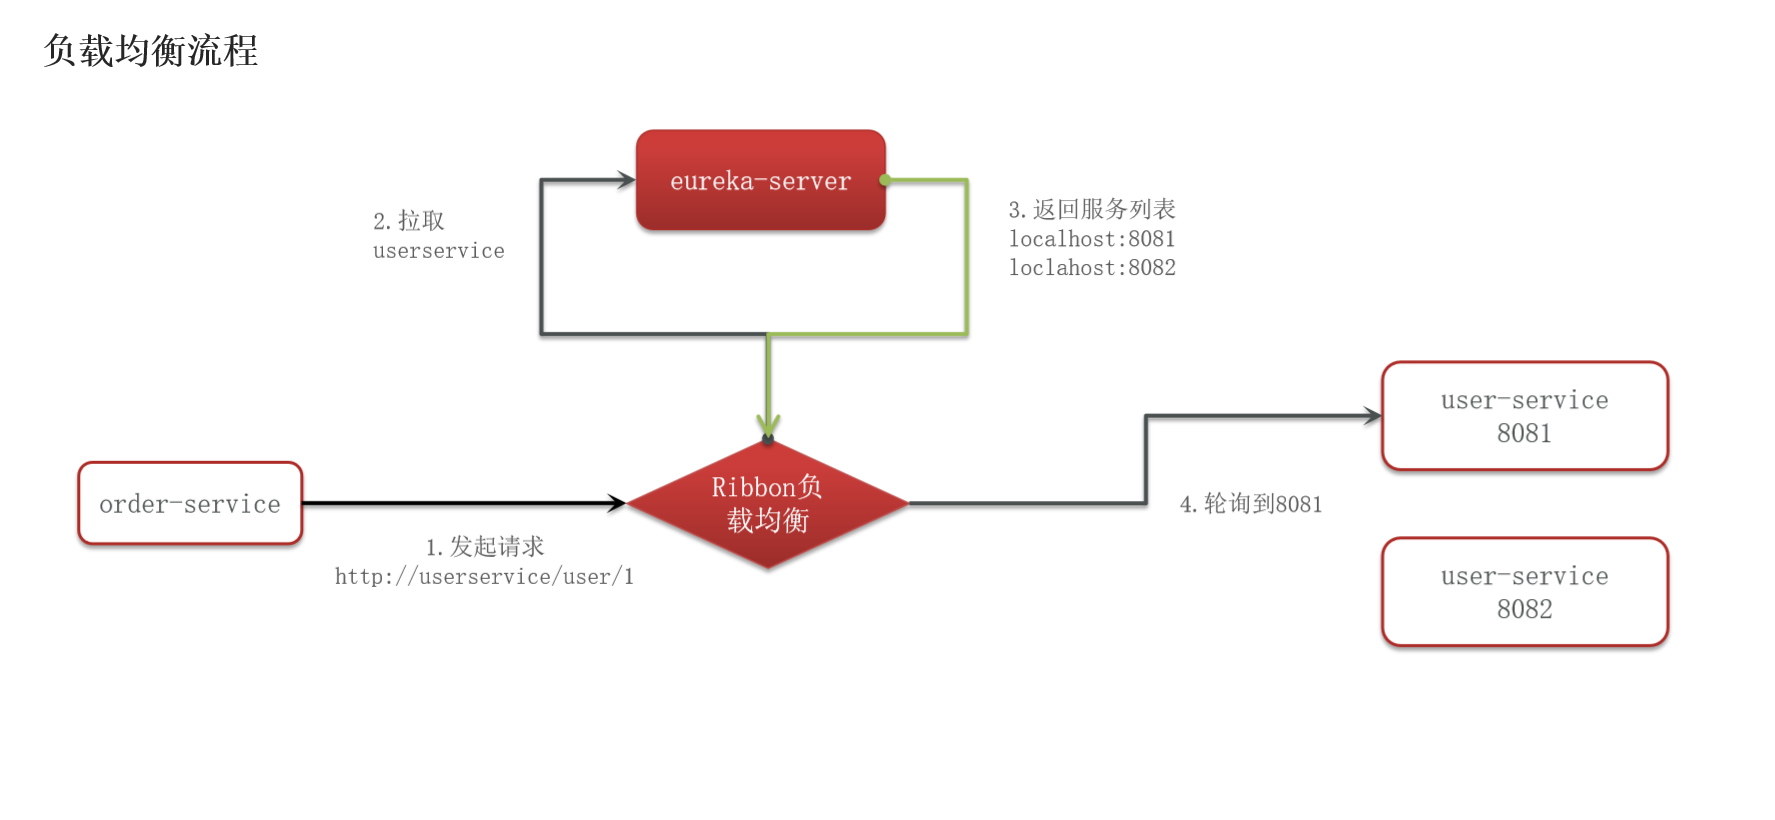 负载均衡流程
eureka-server
2.拉取
userservice
3.返回服务列表
localhost:8081
loclahost:8082
user-service
8081
order-service
Ribbon负
载均衡
4.轮询到8081
1.发起请求
http://userservice/user/1
user-service
8082